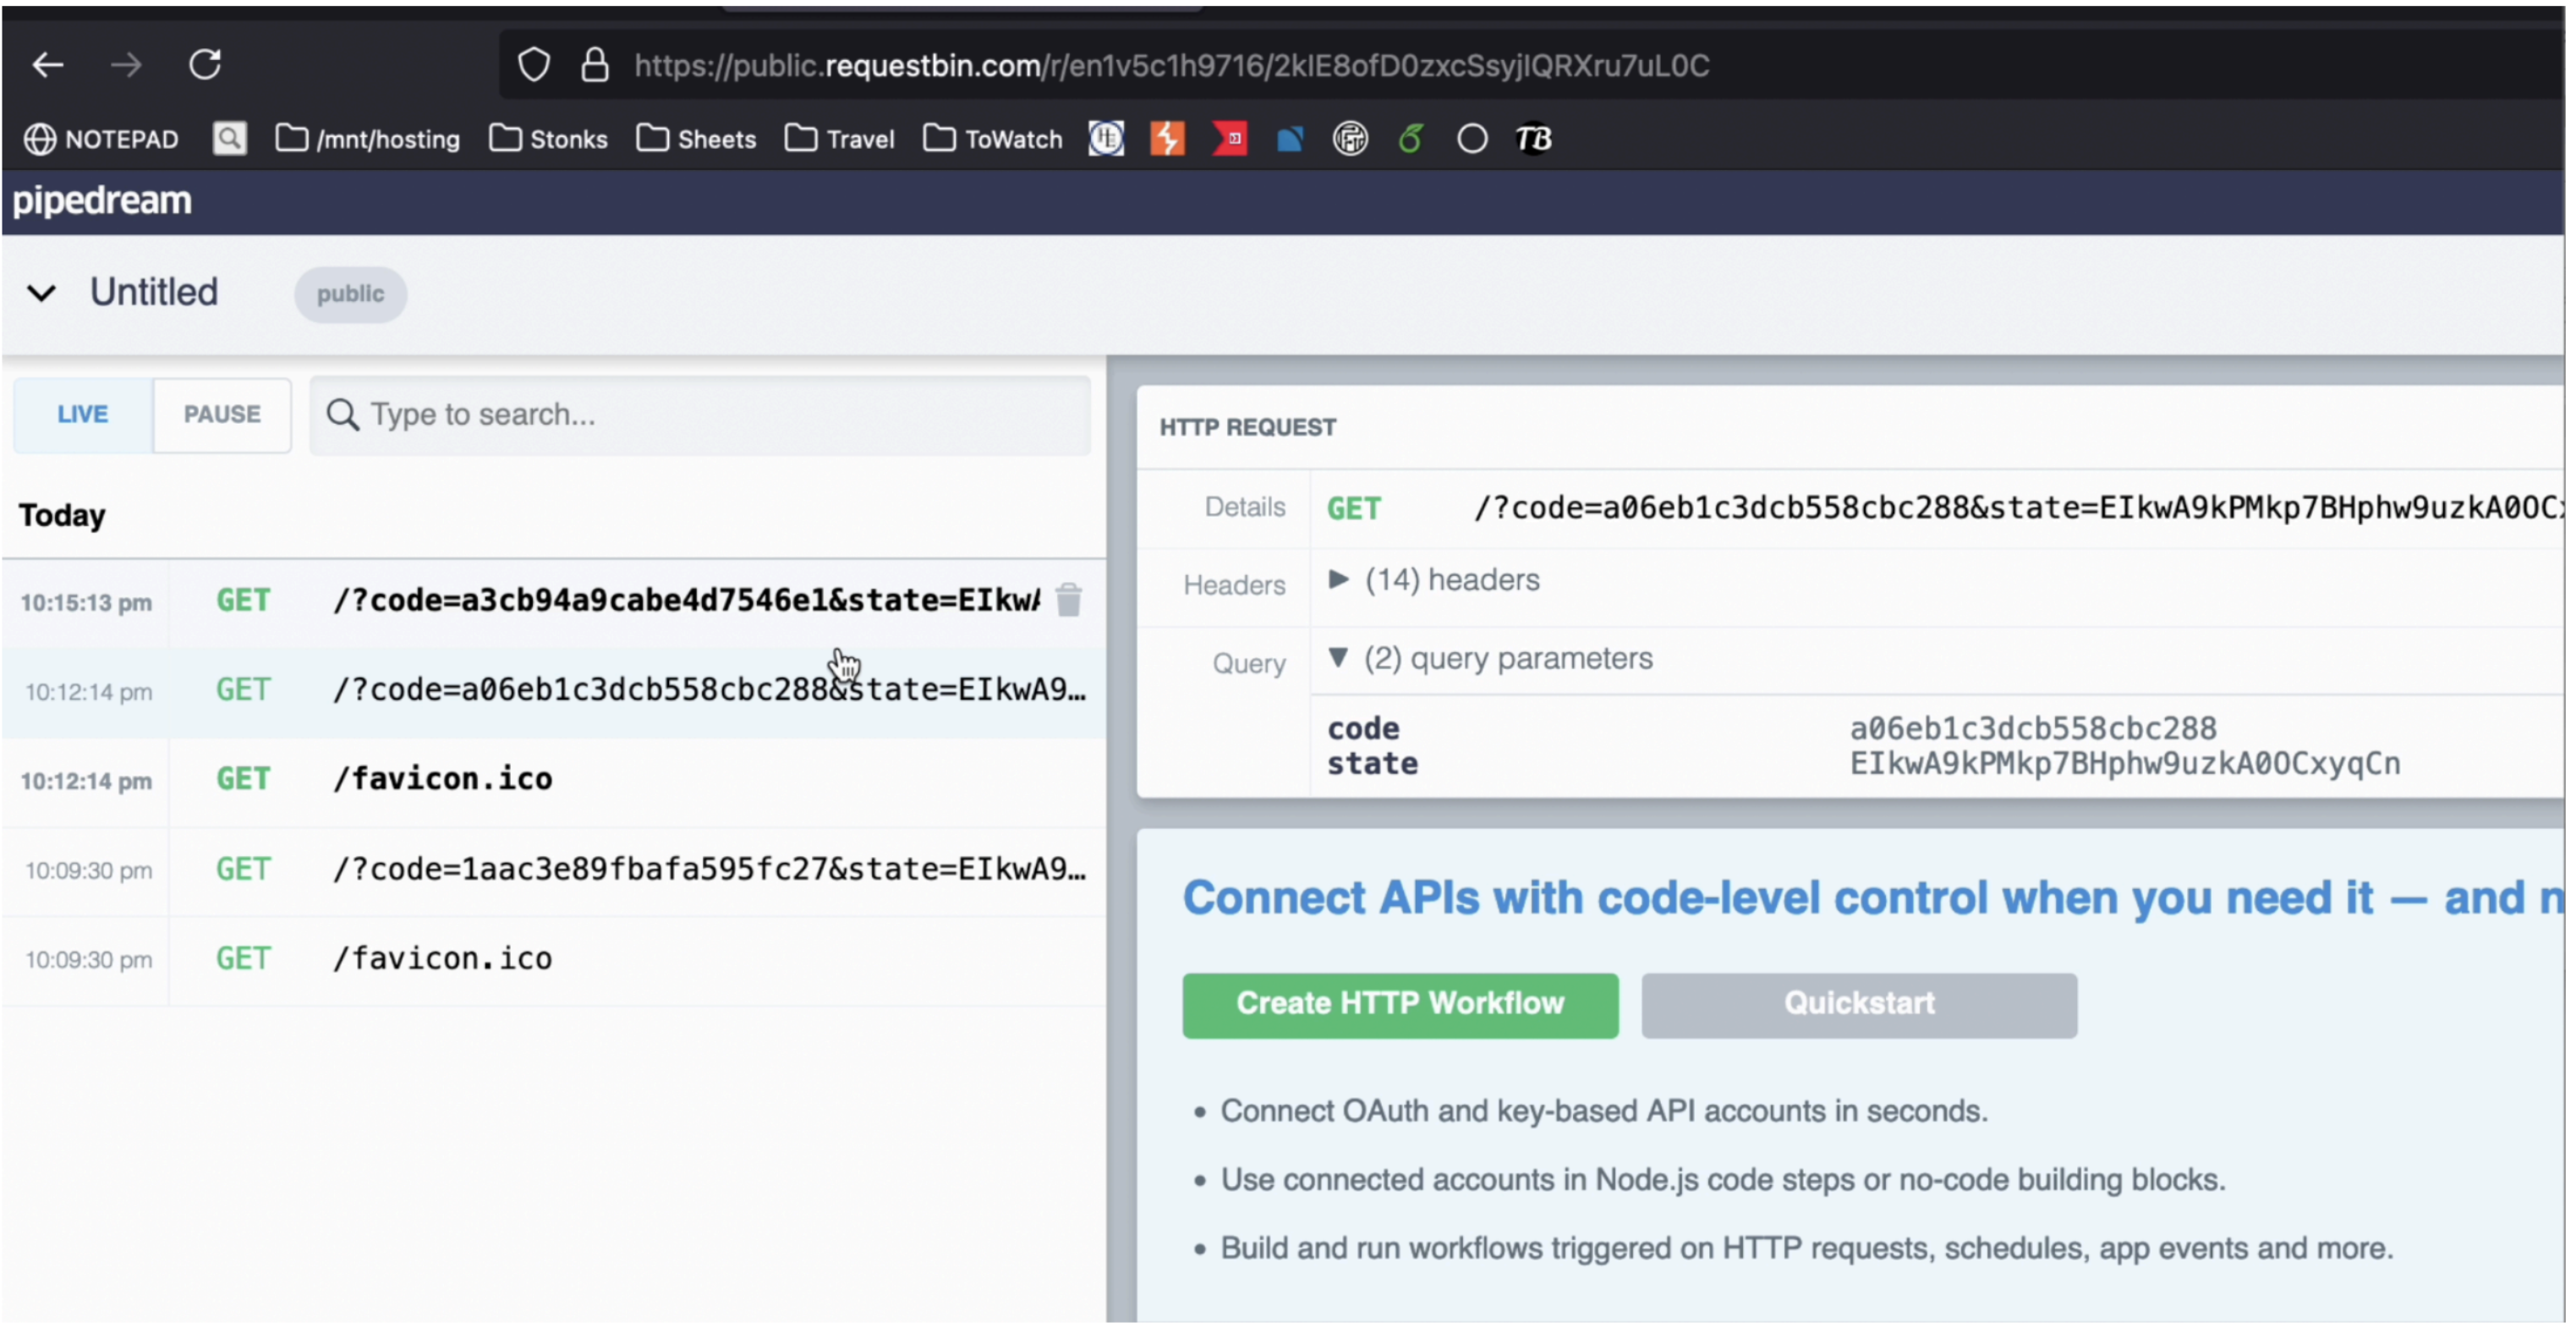 https://public.requestbin.com/r/en1v5c1h9716/2klE8ofD0zxcSsyjlQRXru7uL0C
NOTEPAD /mnt/hosting Stonks Sheets Travel ToWatch TB
pipedream
Untitled public
LIVE PAUSE Type to search...
Today
10:15:13 pm GET /?code=a3cb94a9cabe4d7546e1&state=EIkwA
10:12:14 pm GET /?code=a06eb1c3dcb558cbc288&state=EIkwA9…
10:12:14 pm GET /favicon.ico
10:09:30 pm GET /?code=1aac3e89fbafa595fc27&state=EIkwA9…
10:09:30 pm GET /favicon.ico
HTTP REQUEST
Details GET /?code=a06eb1c3dcb558cbc288&state=EIkwA9kPMkp7BHphw9uzkA0OCx
Headers (14) headers
Query (2) query parameters
code a06eb1c3dcb558cbc288
state EIkwA9kPMkp7BHphw9uzkA0OCxyqCn
Connect APIs with code-level control when you need it — and n
Create HTTP Workflow Quickstart
• Connect OAuth and key-based API accounts in seconds.
• Use connected accounts in Node.js code steps or no-code building blocks.
• Build and run workflows triggered on HTTP requests, schedules, app events and more.